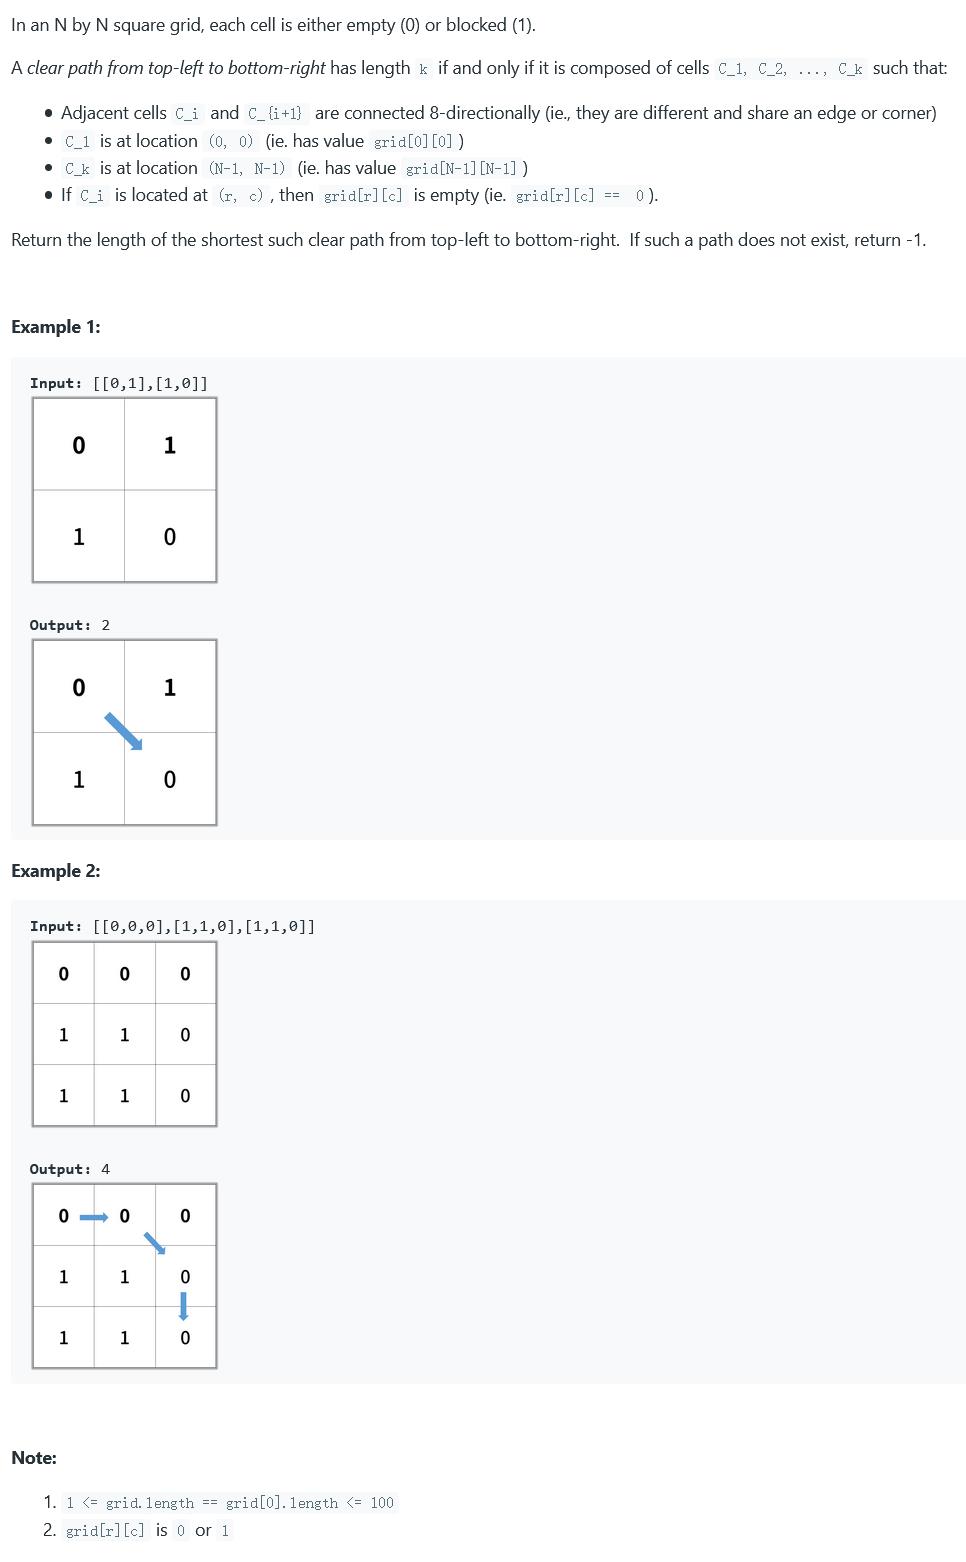 In an N by N square grid, each cell is either empty (0) or blocked (1).
A clear path from top-left to bottom-right has length k if and only if it is composed of cells C_1, C_2, ..., C_k such that:
• Adjacent cells C_i and C_{i+1} are connected 8-directionally (ie., they are different and share an edge or corner)
• C_1 is at location (0, 0) (ie. has value grid[0][0])
• C_k is at location (N-1, N-1) (ie. has value grid[N-1][N-1])
• If C_i is located at (r, c), then grid[r][c] is empty (ie. grid[r][c] == 0).
Return the length of the shortest such clear path from top-left to bottom-right. If such a path does not exist, return -1.
Example 1:
Input: [[0,1],[1,0]]
0 1
1 0
Output: 2
0 1
1 0
Example 2:
Input: [[0,0,0],[1,1,0],[1,1,0]]
0 0 0
1 1 0
1 1 0
Output: 4
0 0 0
1 1 0
1 1 0
Note:
1. 1 <= grid.length == grid[0].length <= 100
2. grid[r][c] is 0 or 1